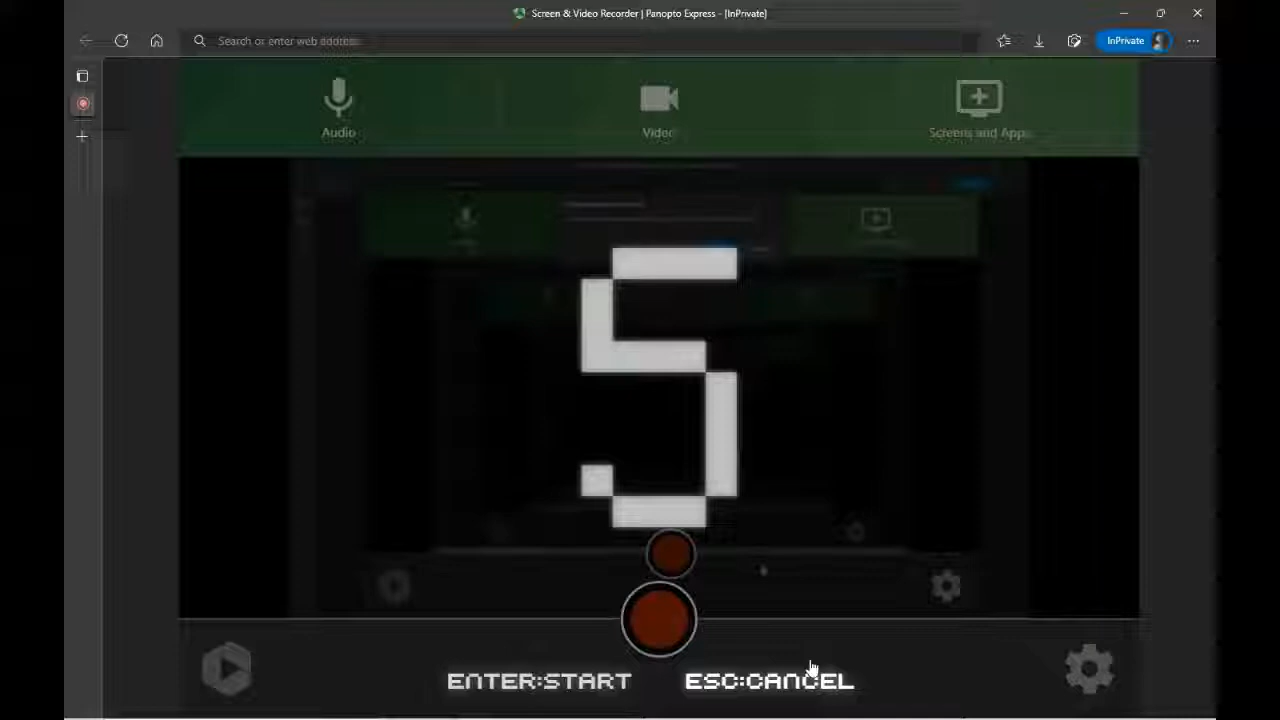 Screen & Video Recorder | Panopto Express - [InPrivate]
Search or enter web address
InPrivate
Audio
Video
Screens and Apps
5
ENTER:START
ESC:CANCEL